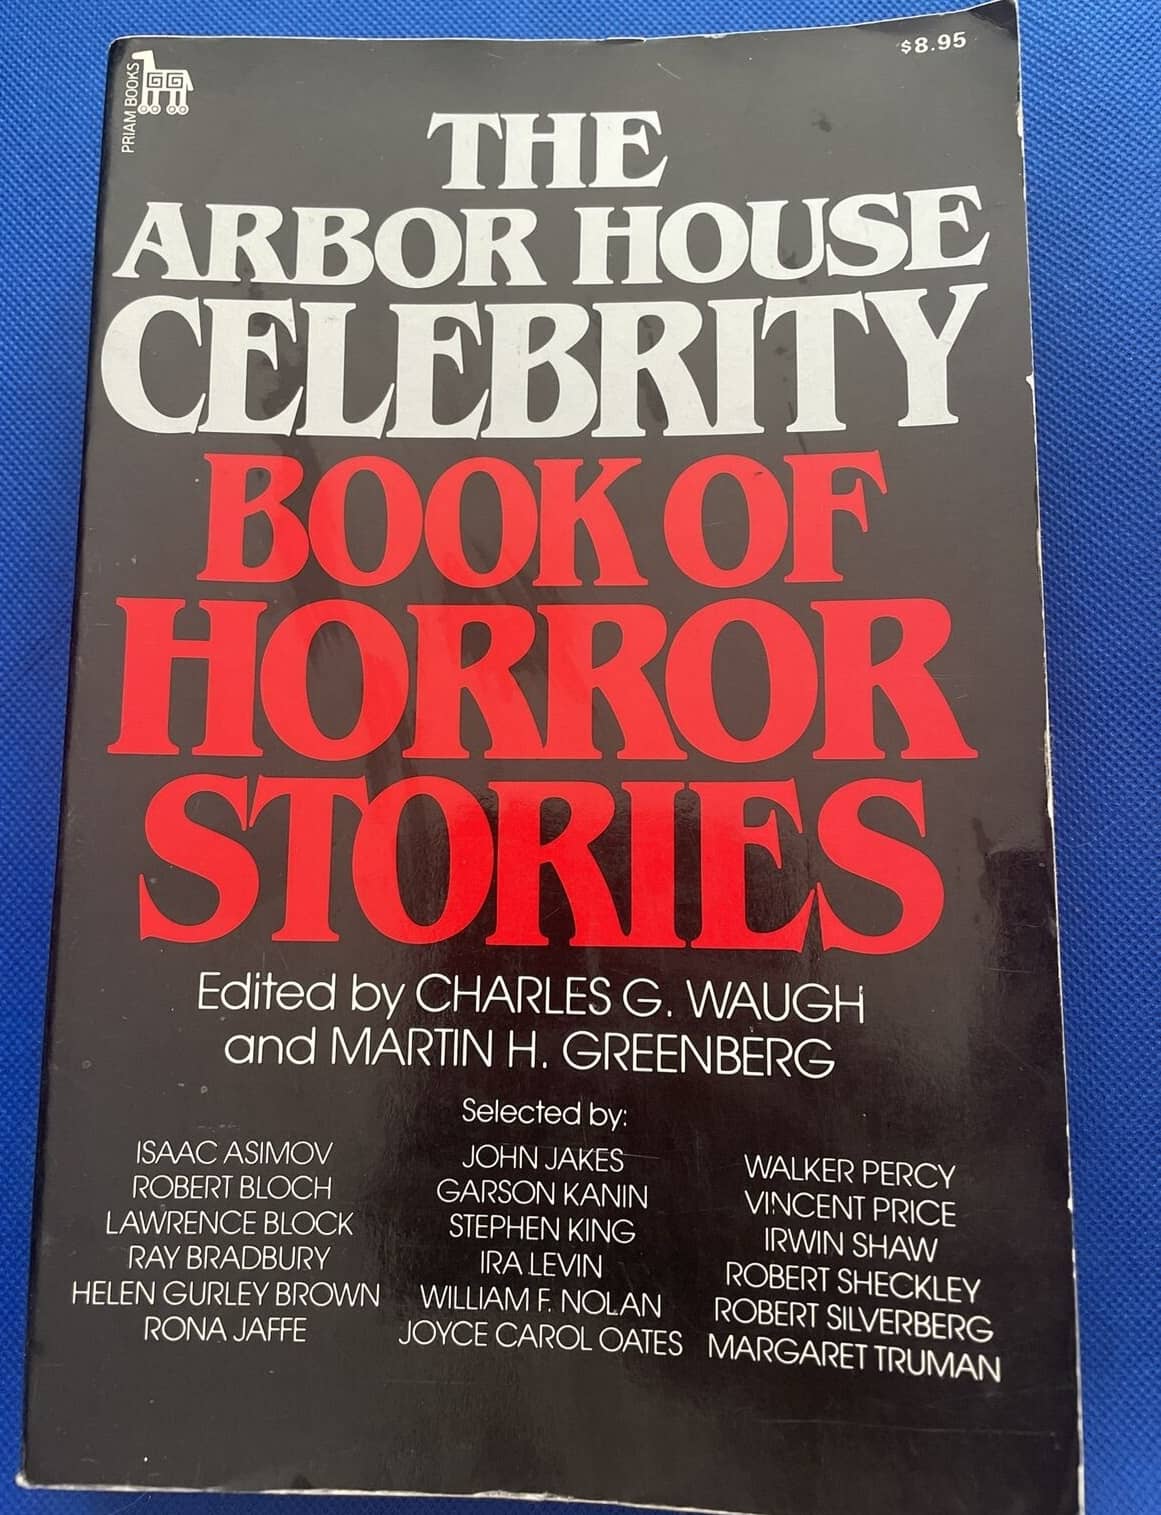 $8.95
PRIAM BOOKS
THE
ARBOR HOUSE
CELEBRITY
BOOK OF
HORROR
STORIES
Edited by CHARLES G. WAUGH
and MARTIN H. GREENBERG
Selected by:
ISAAC ASIMOV
ROBERT BLOCH
LAWRENCE BLOCK
RAY BRADBURY
HELEN GURLEY BROWN
RONA JAFFE
JOHN JAKES
GARSON KANIN
STEPHEN KING
IRA LEVIN
WILLIAM F. NOLAN
JOYCE CAROL OATES
WALKER PERCY
VINCENT PRICE
IRWIN SHAW
ROBERT SHECKLEY
ROBERT SILVERBERG
MARGARET TRUMAN